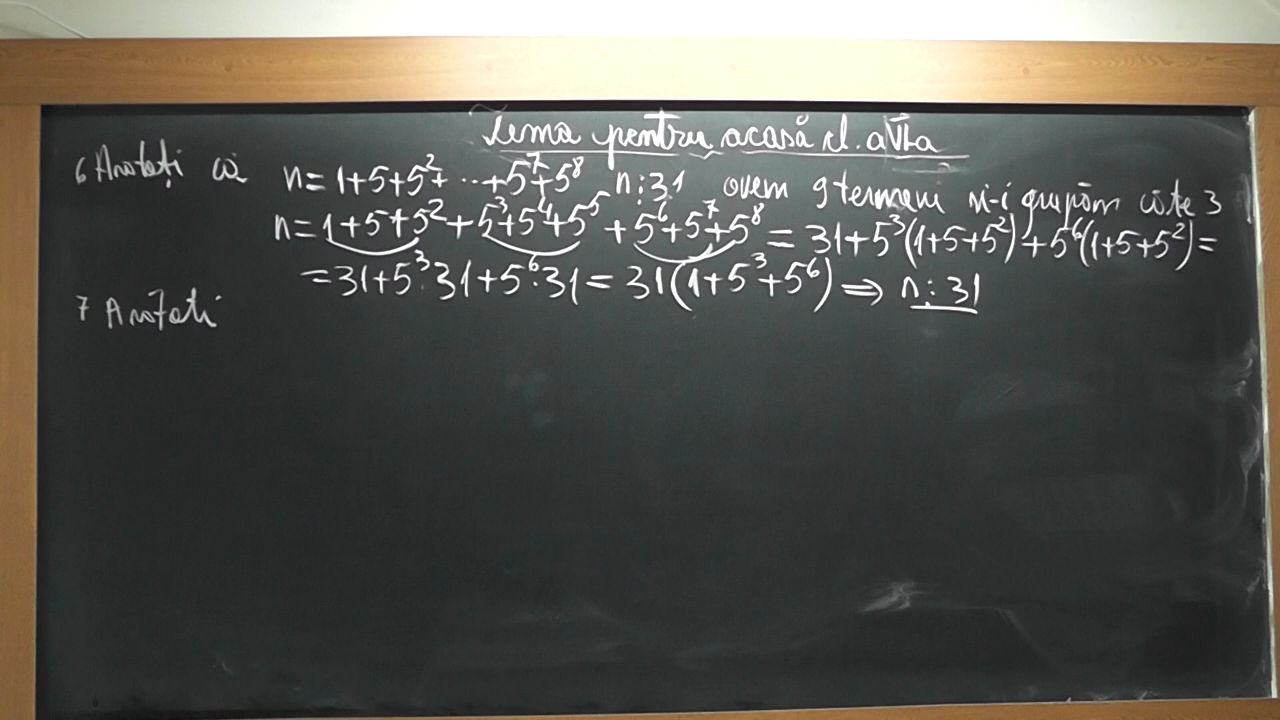 Tema pentru acasă cl. aVI-a
6 Arătați că n=1+5+5²+...+5⁷+5⁸ n⋮31 avem 9 termeni și-i grupăm câte 3
n=1+5+5²+5³+5⁴+5⁵+5⁶+5⁷+5⁸=31+5³(1+5+5²)+5⁶(1+5+5²)=
=31+5³·31+5⁶·31=31(1+5³+5⁶)⇒n⋮31
7 Arătati